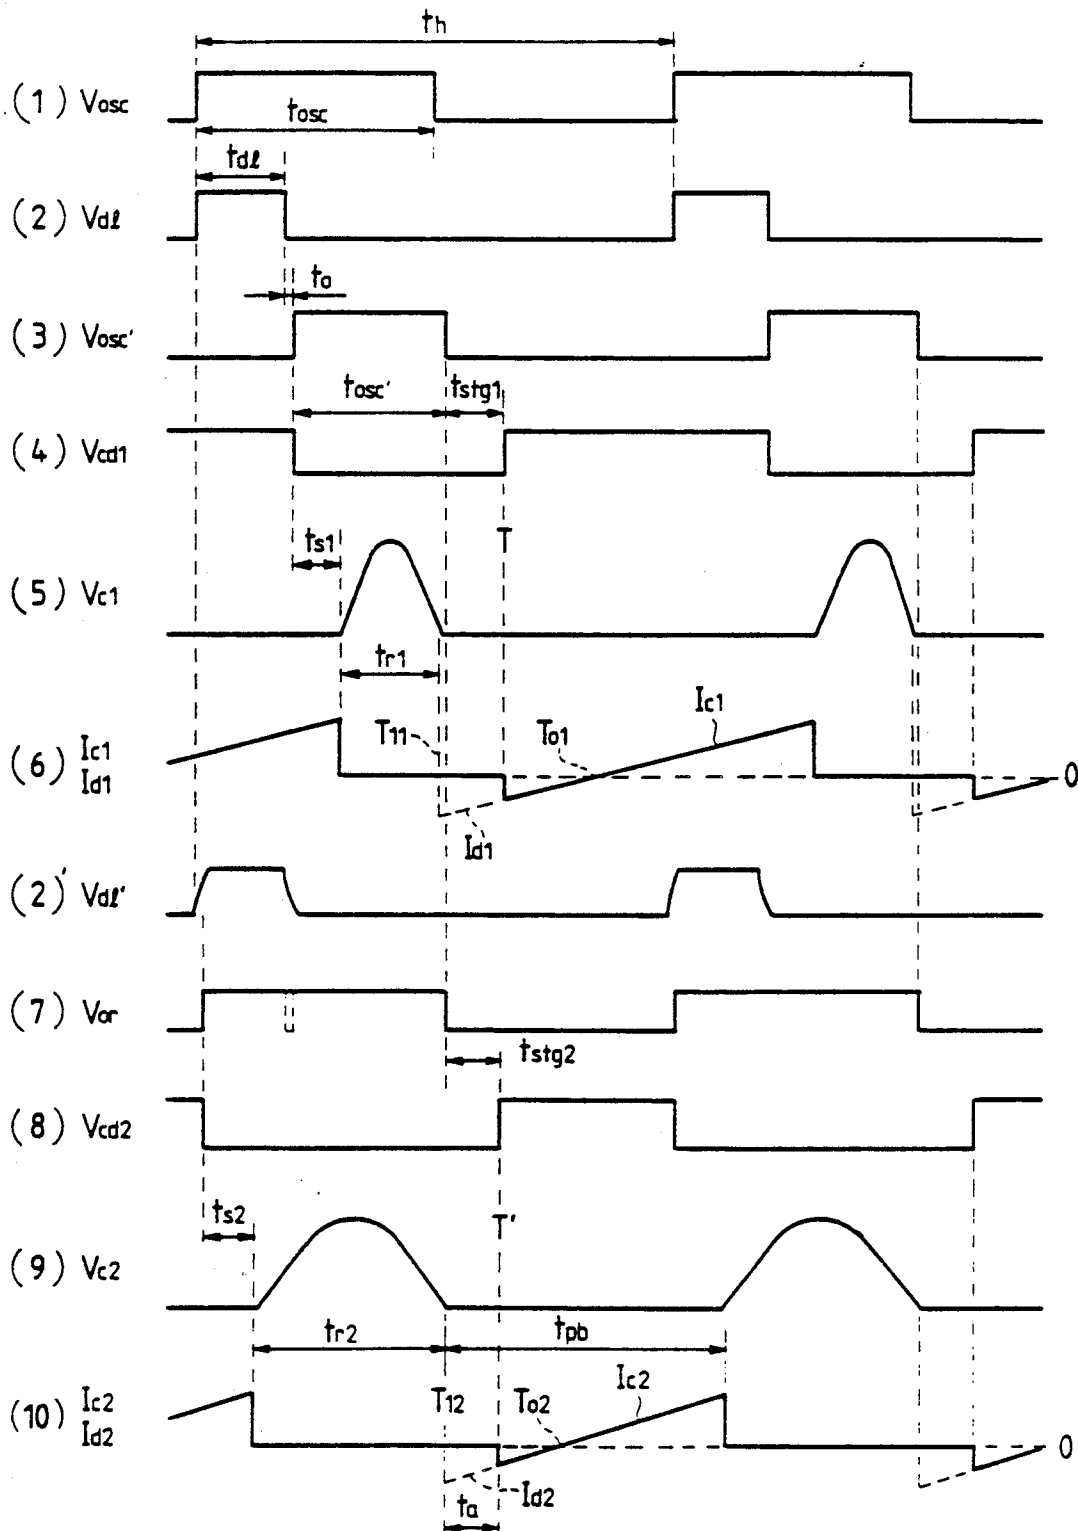 th
(1) Vosc
tosc
tdℓ
(2) Vdℓ
to
(3) Vosc'
tosc' tstg1
(4) Vcd1
ts1 T
(5) Vc1
tr1
T11 To1 Ic1
(6) Ic1
Id1
0
Id1
(2)' Vdℓ'
(7) Vor
tstg2
(8) Vcd2
ts2 T'
(9) Vc2
tr2 tpb
T12 To2 Ic2
(10) Ic2
Id2
0
Id2
ta